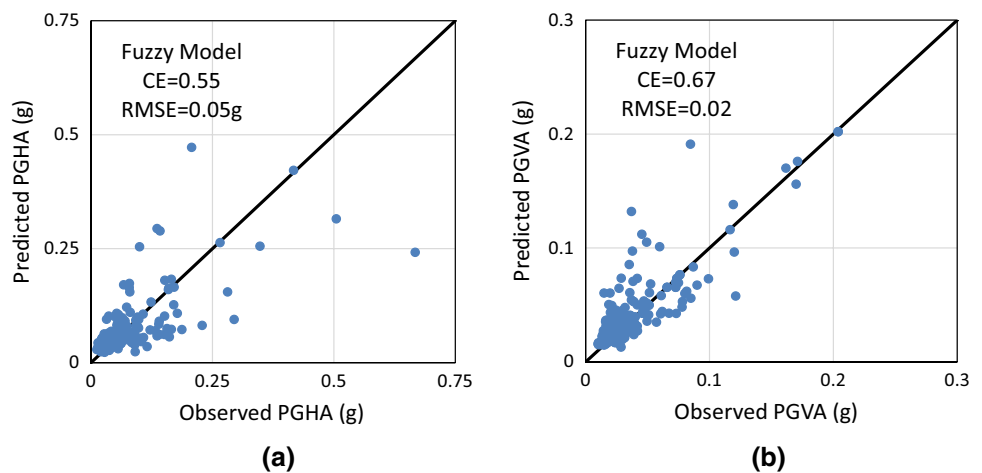 0.75
0.5
0.25
0
Predicted PGHA (g)
Fuzzy Model
CE=0.55
RMSE=0.05g
0 0.25 0.5 0.75
Observed PGHA (g)
(a)
0.3
0.2
0.1
0
Predicted PGVA (g)
Fuzzy Model
CE=0.67
RMSE=0.02
0 0.1 0.2 0.3
Observed PGVA (g)
(b)